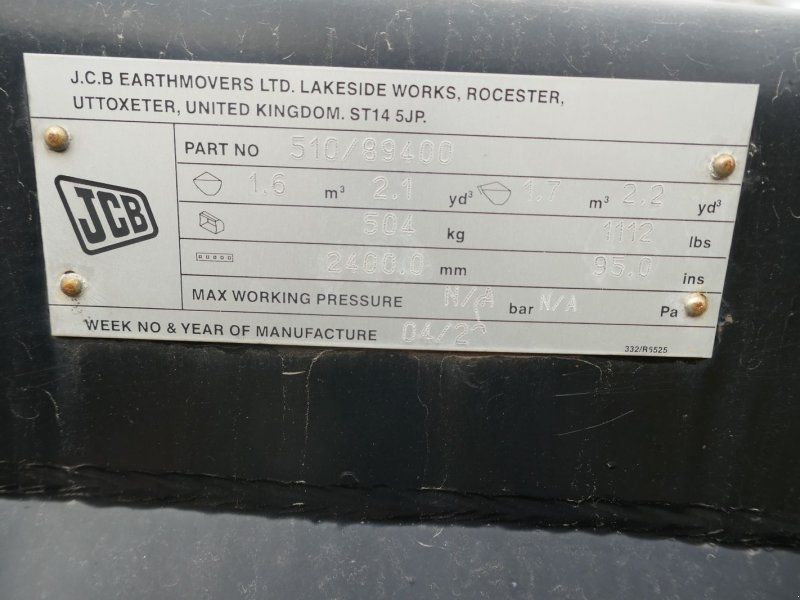 J.C.B EARTHMOVERS LTD. LAKESIDE WORKS, ROCESTER,
UTTOXETER, UNITED KINGDOM. ST14 5JP.
JCB
PART NO 510/89400
1.6 m³ 2.1 yd³ 1.7 m³ 2.2 yd³
504 kg 1112 lbs
2400.0 mm 95.0 ins
MAX WORKING PRESSURE N/A bar N/A Pa
WEEK NO & YEAR OF MANUFACTURE